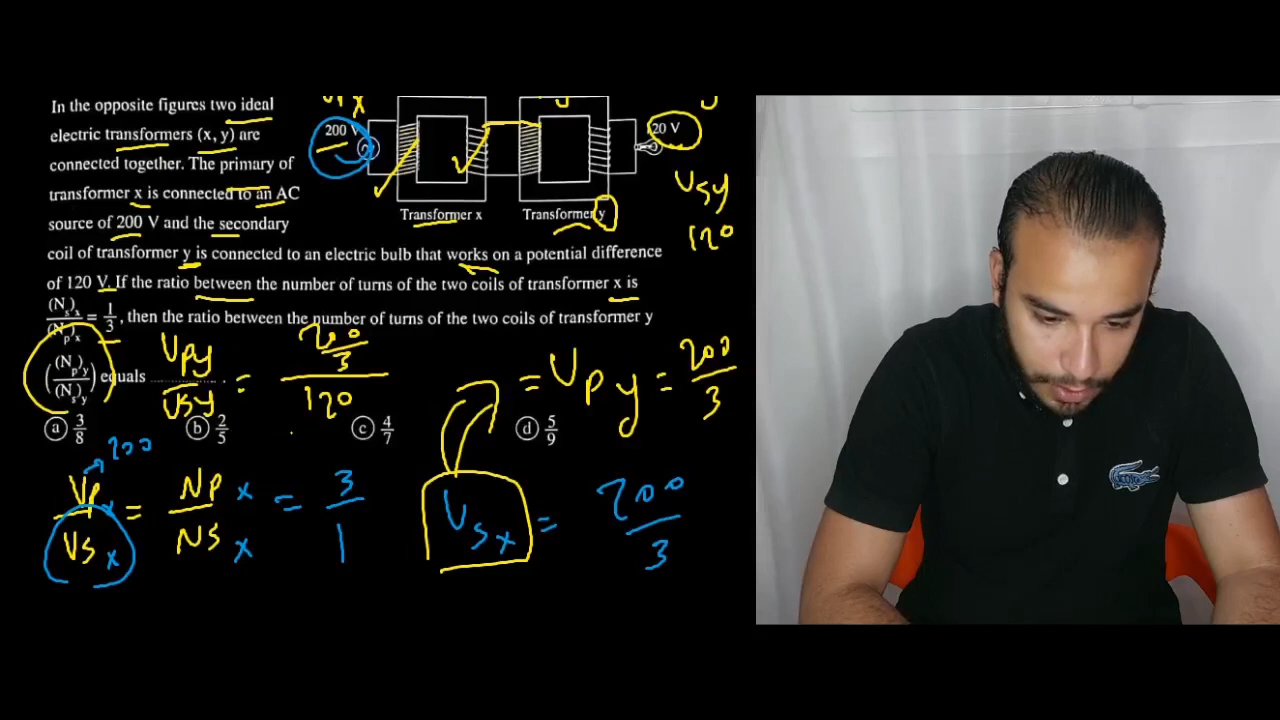 In the opposite figures two ideal
electric transformers (x, y) are
connected together. The primary of
transformer x is connected to an AC
source of 200 V and the secondary
coil of transformer y is connected to an electric bulb that works on a potential difference
of 120 V. If the ratio between the number of turns of the two coils of transformer x is
(Ns)x/(Np)x = 1/3, then the ratio between the number of turns of the two coils of transformer y
((Np)y/(Ns)y) equals ............. .
a 3/8 b 2/5 c 4/7 d 5/9
200 V
20 V
Transformer x Transformer y
Vsy
120
Vpy/Vsy = 200/3 / 120
= Vpy = 200/3
200
Vpx/Vsx = Npx/Nsx = 3/1
Vsx = 200/3